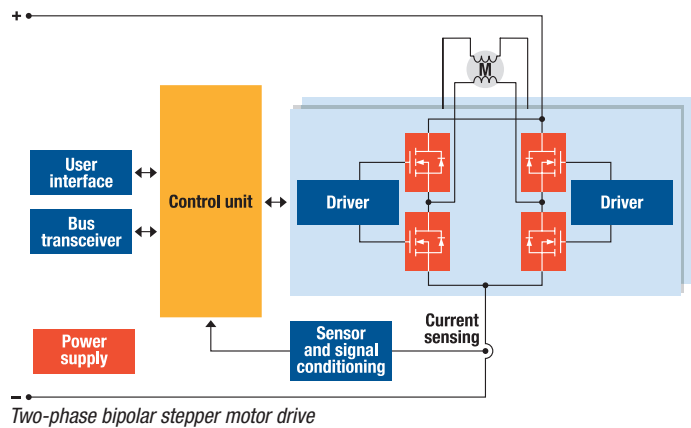 +
M
User
interface
Control unit
Driver
Driver
Bus
transceiver
Current
sensing
Power
supply
Sensor
and signal
conditioning
–
Two-phase bipolar stepper motor drive